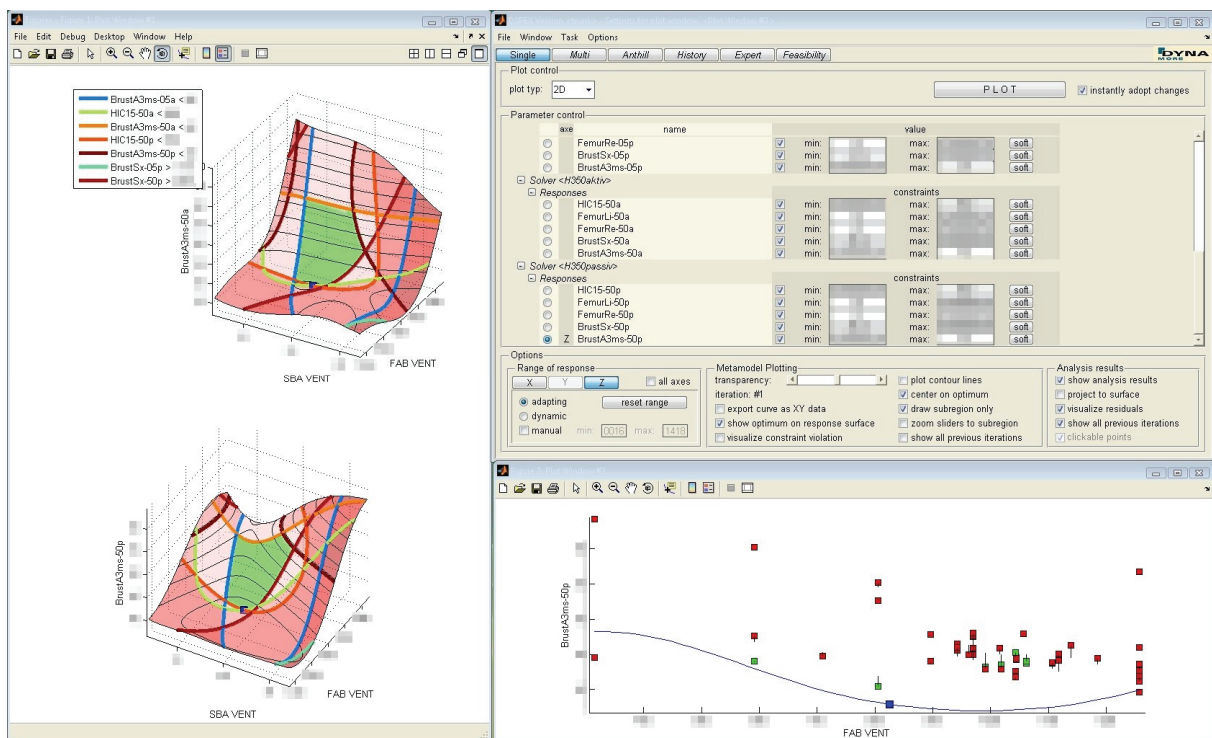 File Edit Debug Desktop Window Help
BrustA3ms-05a <
HIC15-50a <
BrustA3ms-50a <
HIC15-50p <
BrustA3ms-50p <
BrustSx-05p >
BrustSx-50p >
BrustA3ms-50a
SBA VENT
FAB VENT
BrustA3ms-50p
SBA VENT
FAB VENT
File Window Task Options
Single Multi Anthill History Expert Feasibility
DYNA
MORE
Plot control
plot typ: 2D PLOT instantly adopt changes
Parameter control
axe name value
FemurRe-05p min: max: soft
BrustSx-05p min: max: soft
BrustA3ms-05p min: max: soft
Solver <H350aktiv>
Responses constraints
HIC15-50a min: max: soft
FemurLi-50a min: max: soft
FemurRe-50a min: max: soft
BrustSx-50a min: max: soft
BrustA3ms-50a min: max: soft
Solver <H350passiv>
Responses constraints
HIC15-50p min: max: soft
FemurLi-50p min: max: soft
FemurRe-50p min: max: soft
BrustSx-50p min: max: soft
Z BrustA3ms-50p min: max: soft
Options
Range of response
X Y Z all axes
adapting reset range
dynamic
manual min: 0016 max: 1418
Metamodel Plotting
transparency: plot contour lines
iteration: #1 center on optimum
export curve as XY data draw subregion only
show optimum on response surface zoom sliders to subregion
visualize constraint violation show all previous iterations
Analysis results
show analysis results
project to surface
visualize residuals
show all previous iterations
clickable points
BrustA3ms-50p
FAB VENT